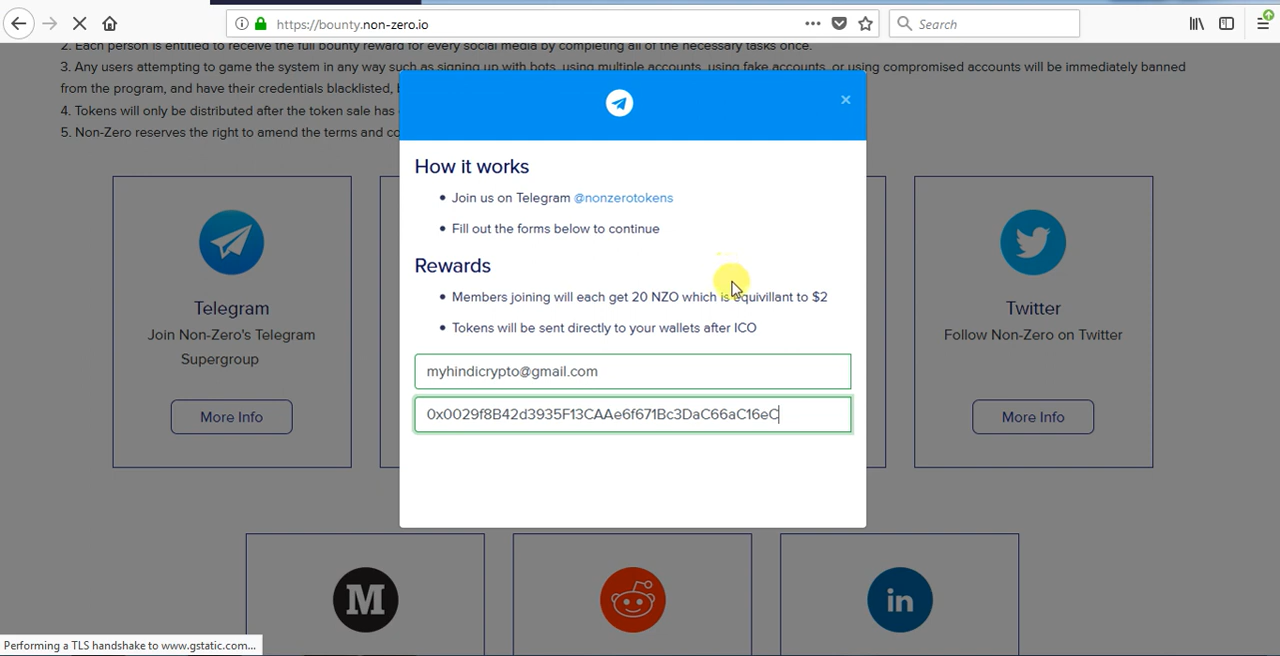 https://bounty.non-zero.io
Search
2. Each person is entitled to receive the full bounty reward for every social media by completing all of the necessary tasks once.
3. Any users attempting to game the system in any way such as signing up with bots, using multiple accounts, using fake accounts, or using compromised accounts will be immediately banned
from the program, and have their credentials blacklisted,
4. Tokens will only be distributed after the token sale has
5. Non-Zero reserves the right to amend the terms and
×
How it works
• Join us on Telegram @nonzerotokens
• Fill out the forms below to continue
Rewards
• Members joining will each get 20 NZO which is equivillant to $2
• Tokens will be sent directly to your wallets after ICO
myhindicrypto@gmail.com
0x0029f8B42d3935F13CAAe6f671Bc3DaC66aC16eC
Telegram
Join Non-Zero's Telegram
Supergroup
More Info
Twitter
Follow Non-Zero on Twitter
More Info
M
in
Performing a TLS handshake to www.gstatic.com...